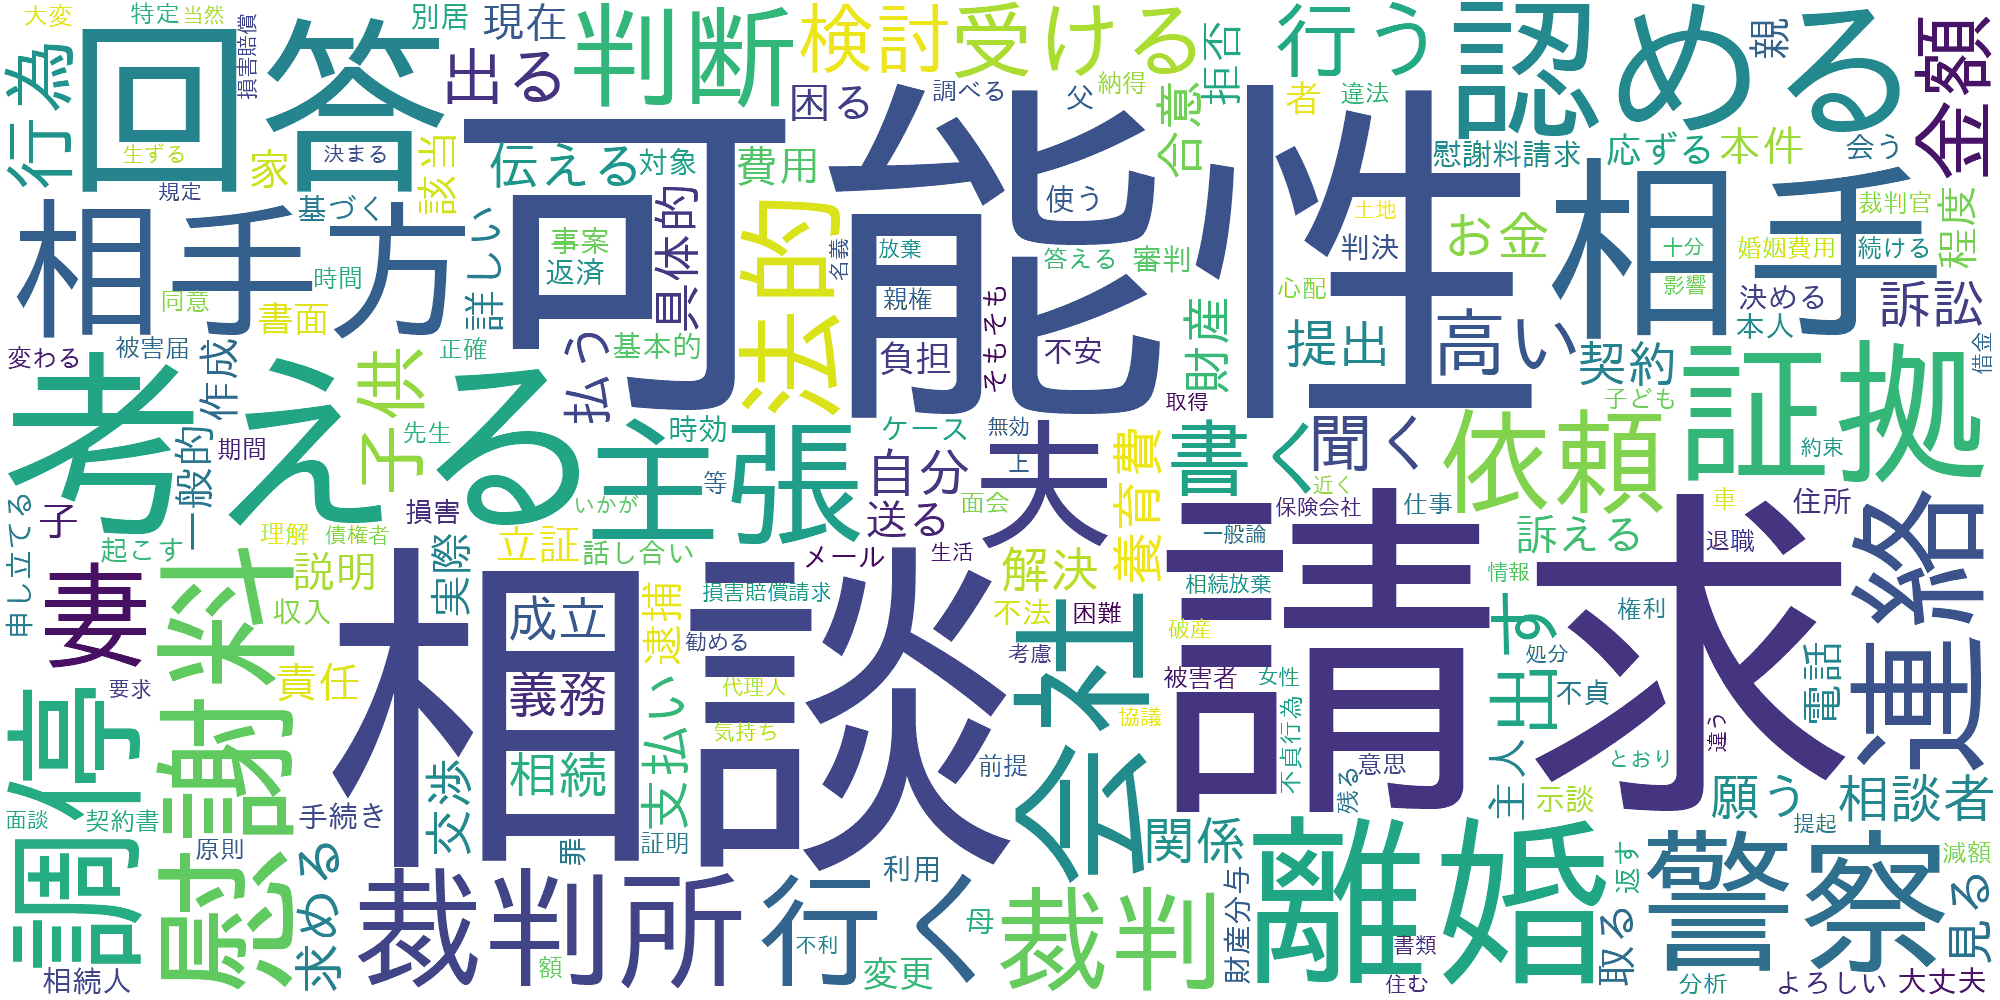 大変
特定
当然
別居
現在
回答
損害賠償
行為
出る
判断
検討
受ける
行う
認める
親
金額
拒否
困る
調べる
父
納得
合意
者
違法
可能性
生ずる
決まる
家
規定
該当
伝える
対象
費用
慰謝料請求
応ずる
本件
会う
相手方
基づく
事案
返済
具体的
法的
使う
土地
お金
相手
裁判官
程度
名義
放棄
答える
審判
判決
十分
婚姻費用
続ける
時間
同意
書面
詳しい
親権
そもそも
心配
影響
決める
訴訟
財産
提出
高い
本人
変わる
被害届
作成
正確
払う
基本的
負担
不安
契約
借金
考える
子供
取得
子ども
証拠
一般的
期間
先生
主張
時効
ケース
無効
夫
養育費
書く
聞く
依頼
約束
自分
上
等
いかが
送る
面会
保険会社
近く
仕事
車
住所
連絡
申し立てる
子
起こす
理解
債権者
損害
立証
話し合い
メール
生活
解決
一般論
訴える
退職
妻
慰謝料
説明
収入
実際
成立
逮捕
損害賠償請求
不法
困難
破産
相続放棄
情報
出す
権利
電話
調停
要求
責任
義務
勧める
考慮
会社
被害者
女性
請求
処分
不貞
代理人
相談
協議
不貞行為
主人
違う
とおり
面談
契約書
手続き
交渉
相続
支払い
気持ち
前提
残る
意思
示談
願う
相談者
原則
求める
罪
証明
利用
関係
提起
離婚
返す
警察
減額
見る
相続人
裁判所
額
行く
不利
変更
母
裁判
財産分与
書類
住む
取る
分析
よろしい
大丈夫